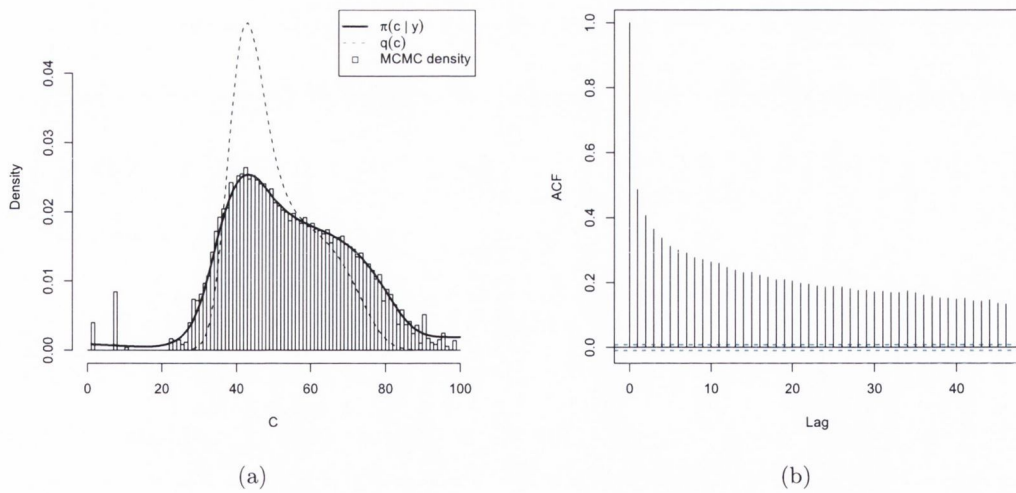 π(c | y)
q(c)
MCMC density
Density
0.00 0.01 0.02 0.03 0.04
0 20 40 60 80 100
C
(a)
ACF
0.0 0.2 0.4 0.6 0.8 1.0
0 10 20 30 40
Lag
(b)